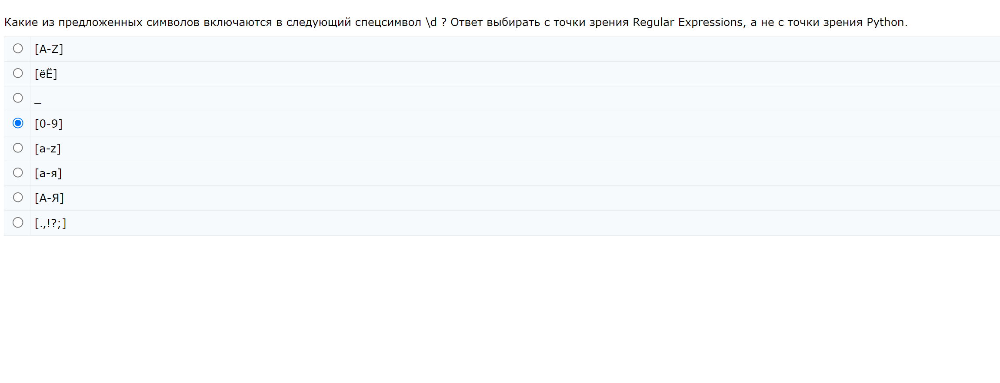 Какие из предложенных символов включаются в следующий спецсимвол \d ? Ответ выбирать с точки зрения Regular Expressions, а не с точки зрения Python.
[A-Z]
[ёЁ]
_
[0-9]
[a-z]
[а-я]
[А-Я]
[.,!?;]